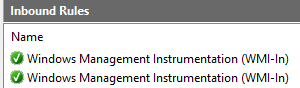 Inbound Rules
Name
Windows Management Instrumentation (WMI-In)
Windows Management Instrumentation (WMI-In)